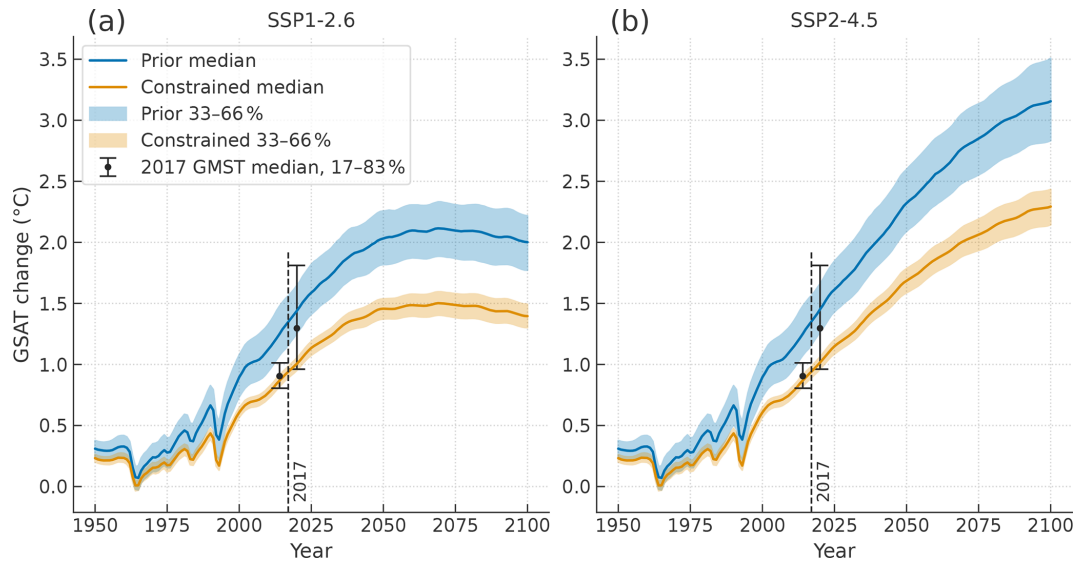 (a) SSP1-2.6
(b) SSP2-4.5
GSAT change (°C)
3.5
3.0
2.5
2.0
1.5
1.0
0.5
0.0
Prior median
Constrained median
Prior 33–66 %
Constrained 33–66 %
2017 GMST median, 17–83 %
2017
1950 1975 2000 2025 2050 2075 2100
Year
3.5
3.0
2.5
2.0
1.5
1.0
0.5
0.0
2017
1950 1975 2000 2025 2050 2075 2100
Year